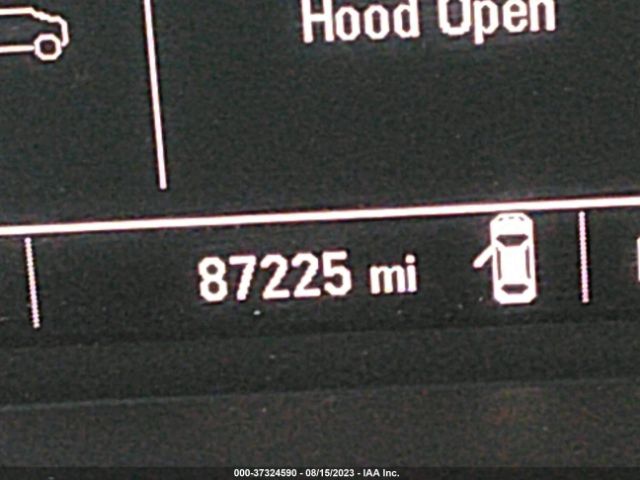 Hood Open
87225 mi
000-37324590 - 08/15/2023 - IAA Inc.